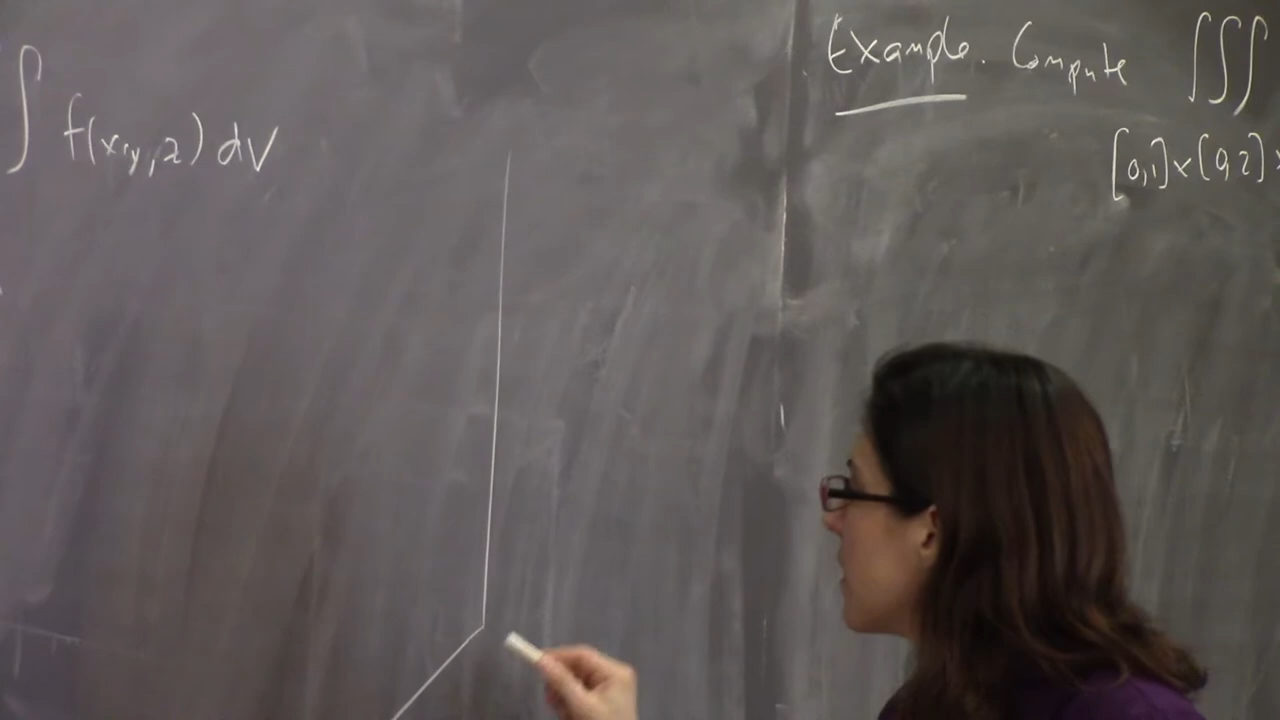 ∫ f(x,y,z) dV
Example. Compute ∫∫∫
[0,1]x[0,2]x